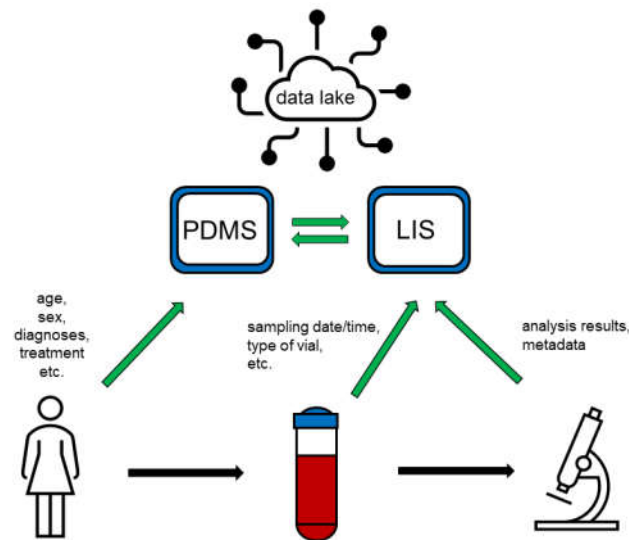 data lake
PDMS
LIS
age,
sex,
diagnoses,
treatment
etc.
sampling date/time,
type of vial,
etc.
analysis results,
metadata